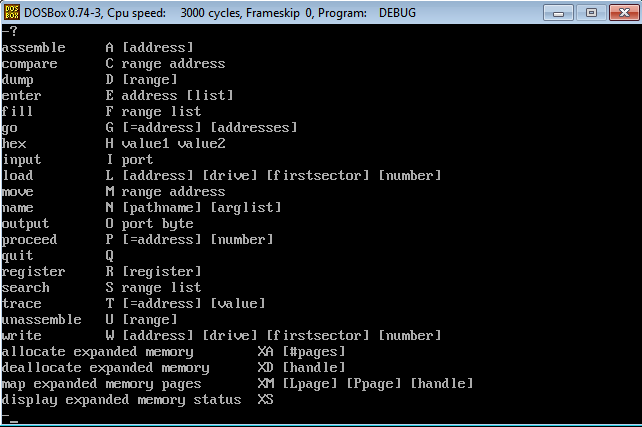 DOS BOX DOSBox 0.74-3, Cpu speed: 3000 cycles, Frameskip 0, Program: DEBUG
-?
assemble A [address]
compare C range address
dump D [range]
enter E address [list]
fill F range list
go G [=address] [addresses]
hex H value1 value2
input I port
load L [address] [drive] [firstsector] [number]
move M range address
name N [pathname] [arglist]
output O port byte
proceed P [=address] [number]
quit Q
register R [register]
search S range list
trace T [=address] [value]
unassemble U [range]
write W [address] [drive] [firstsector] [number]
allocate expanded memory XA [#pages]
deallocate expanded memory XD [handle]
map expanded memory pages XM [Lpage] [Ppage] [handle]
display expanded memory status XS
-_